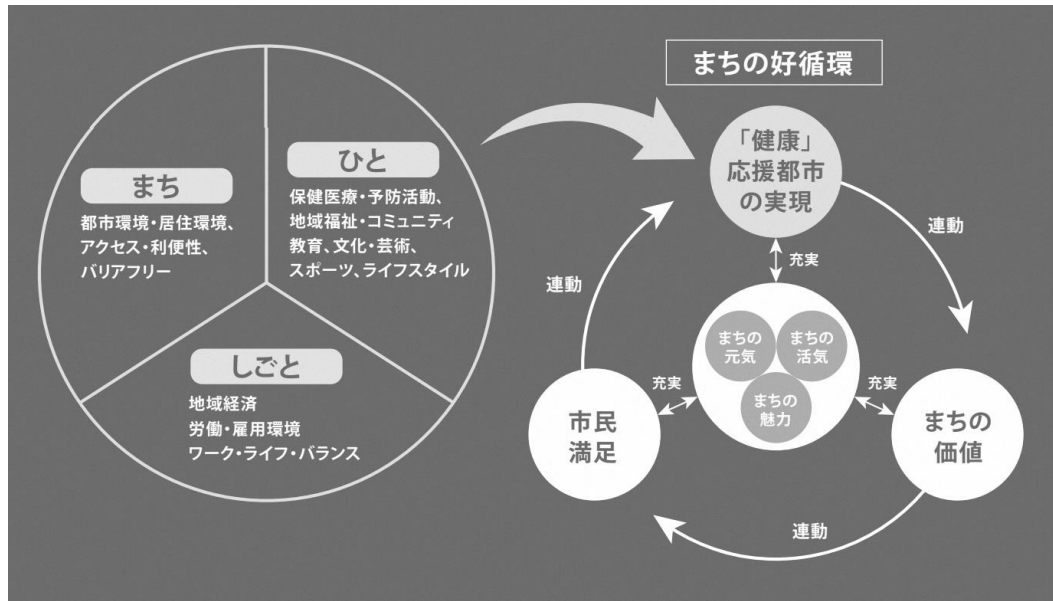 まち
都市環境・居住環境、
アクセス・利便性、
バリアフリー
ひと
保健医療・予防活動、
地域福祉・コミュニティ
教育、文化・芸術、
スポーツ、ライフスタイル
しごと
地域経済
労働・雇用環境
ワーク・ライフ・バランス
まちの好循環
「健康」
応援都市
の実現
連動
充実
連動
まちの
元気
まちの
活気
まちの
魅力
充実
充実
市民
満足
まちの
価値
連動